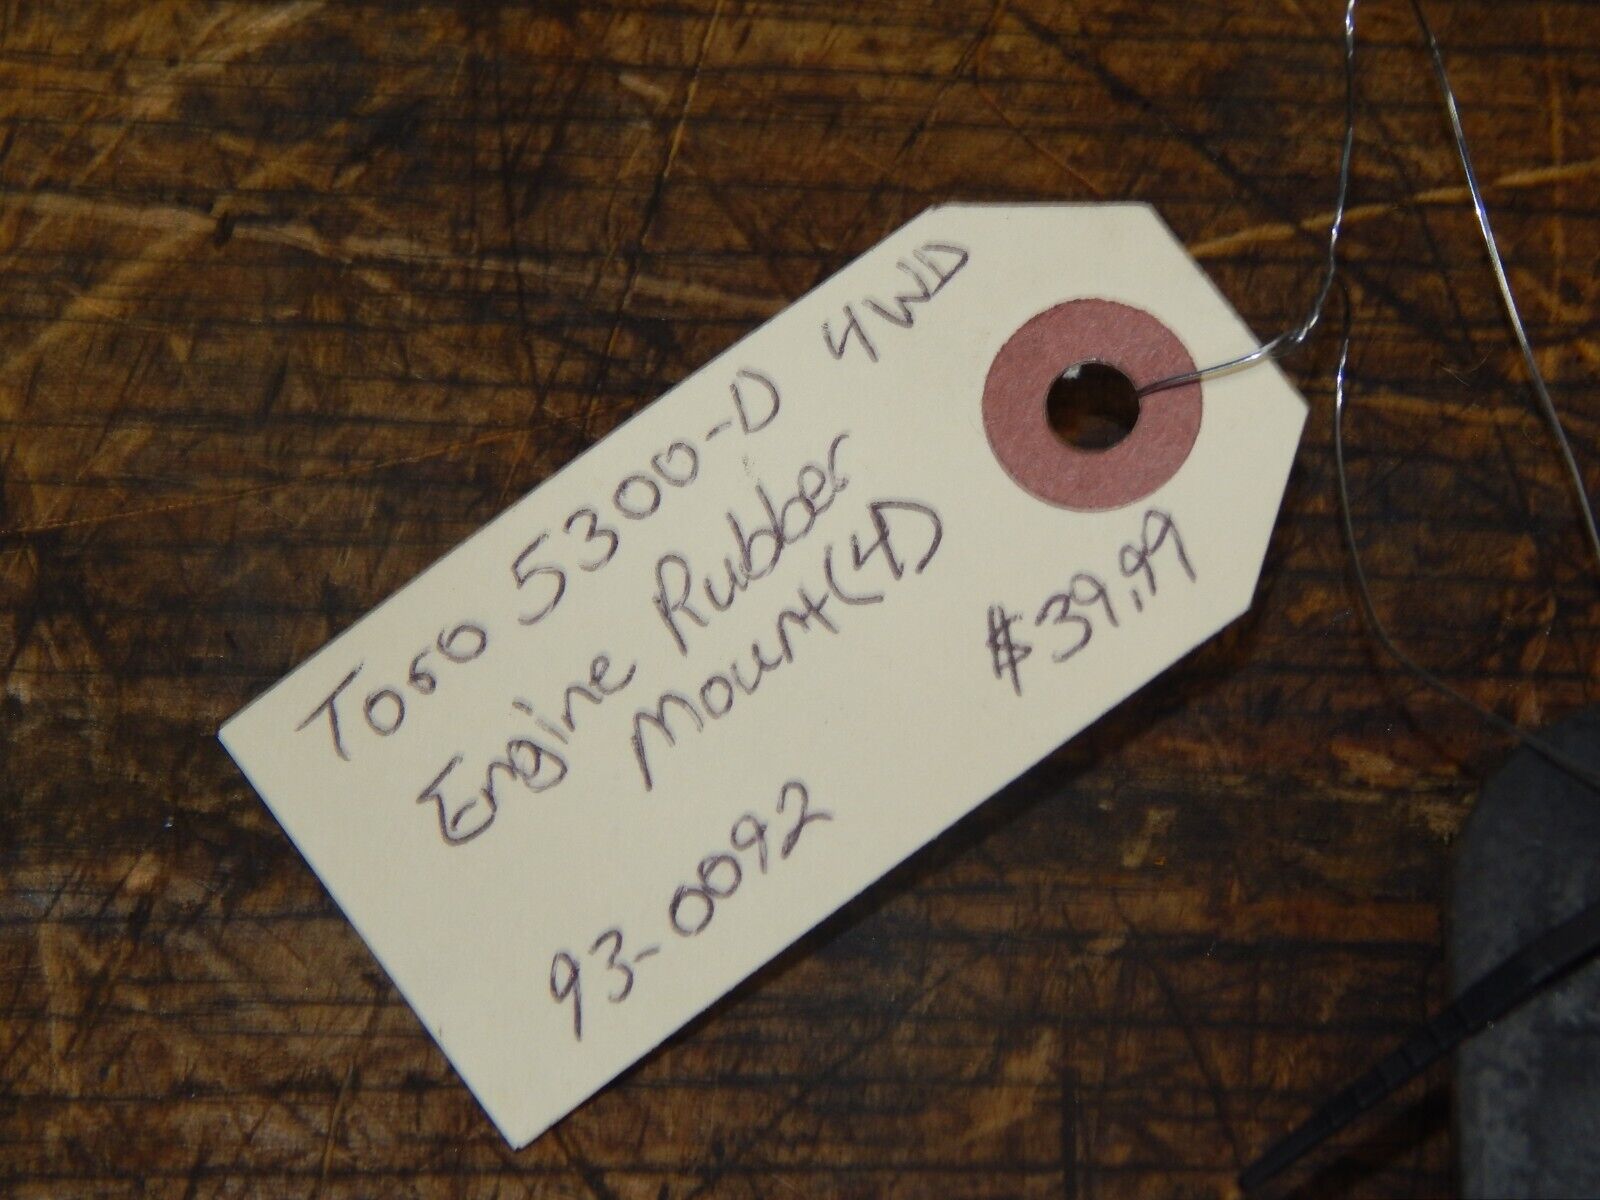 Toro 5300-D 4WD
Engine Rubber
Mount (4)
$39.99
93-0092